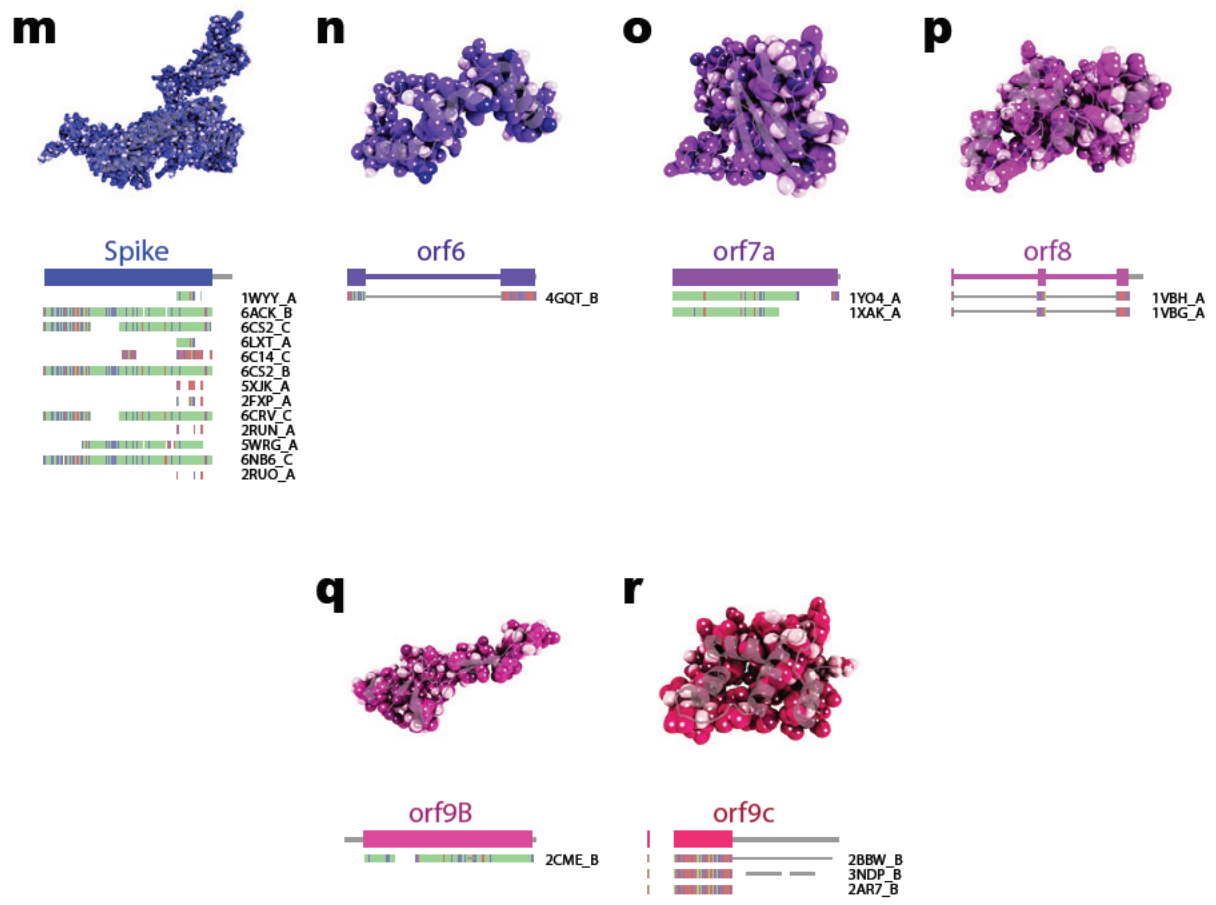 m
n
o
p
Spike
1WYY_A
6ACK_B
6CS2_C
6LXT_A
6C14_C
6CS2_B
5XJK_A
2FXP_A
6CRV_C
2RUN_A
5WRG_A
6NB6_C
2RUO_A
orf6
4GQT_B
orf7a
1YO4_A
1XAK_A
orf8
1VBH_A
1VBG_A
q
r
orf9B
2CME_B
orf9c
2BBW_B
3NDP_B
2AR7_B